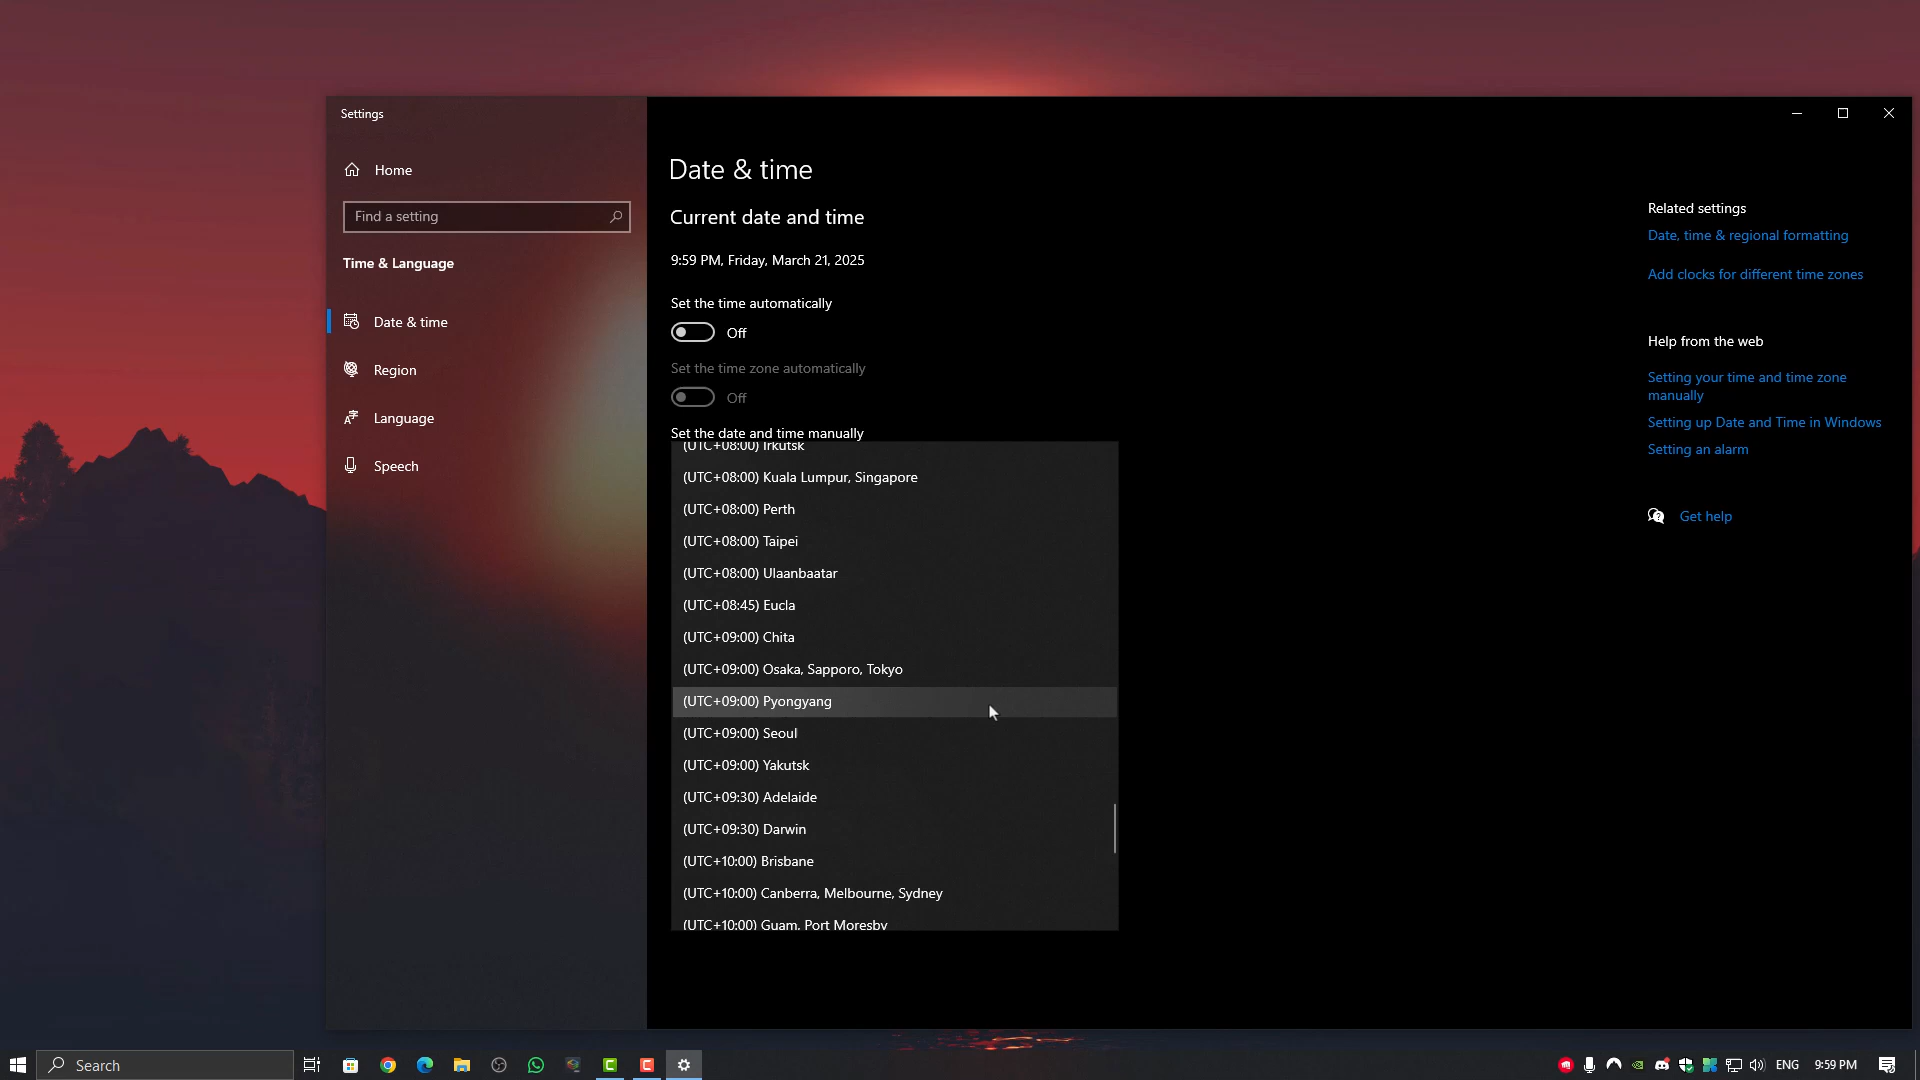 Settings
Home
Find a setting
Time & Language
Date & time
Region
Language
Speech
Date & time
Current date and time
9:59 PM, Friday, March 21, 2025
Set the time automatically
Off
Set the time zone automatically
Off
Set the date and time manually
(UTC+08:00) Irkutsk
(UTC+08:00) Kuala Lumpur, Singapore
(UTC+08:00) Perth
(UTC+08:00) Taipei
(UTC+08:00) Ulaanbaatar
(UTC+08:45) Eucla
(UTC+09:00) Chita
(UTC+09:00) Osaka, Sapporo, Tokyo
(UTC+09:00) Pyongyang
(UTC+09:00) Seoul
(UTC+09:00) Yakutsk
(UTC+09:30) Adelaide
(UTC+09:30) Darwin
(UTC+10:00) Brisbane
(UTC+10:00) Canberra, Melbourne, Sydney
(UTC+10:00) Guam, Port Moresby
Related settings
Date, time & regional formatting
Add clocks for different time zones
Help from the web
Setting your time and time zone
manually
Setting up Date and Time in Windows
Setting an alarm
Get help
Search
ENG
9:59 PM